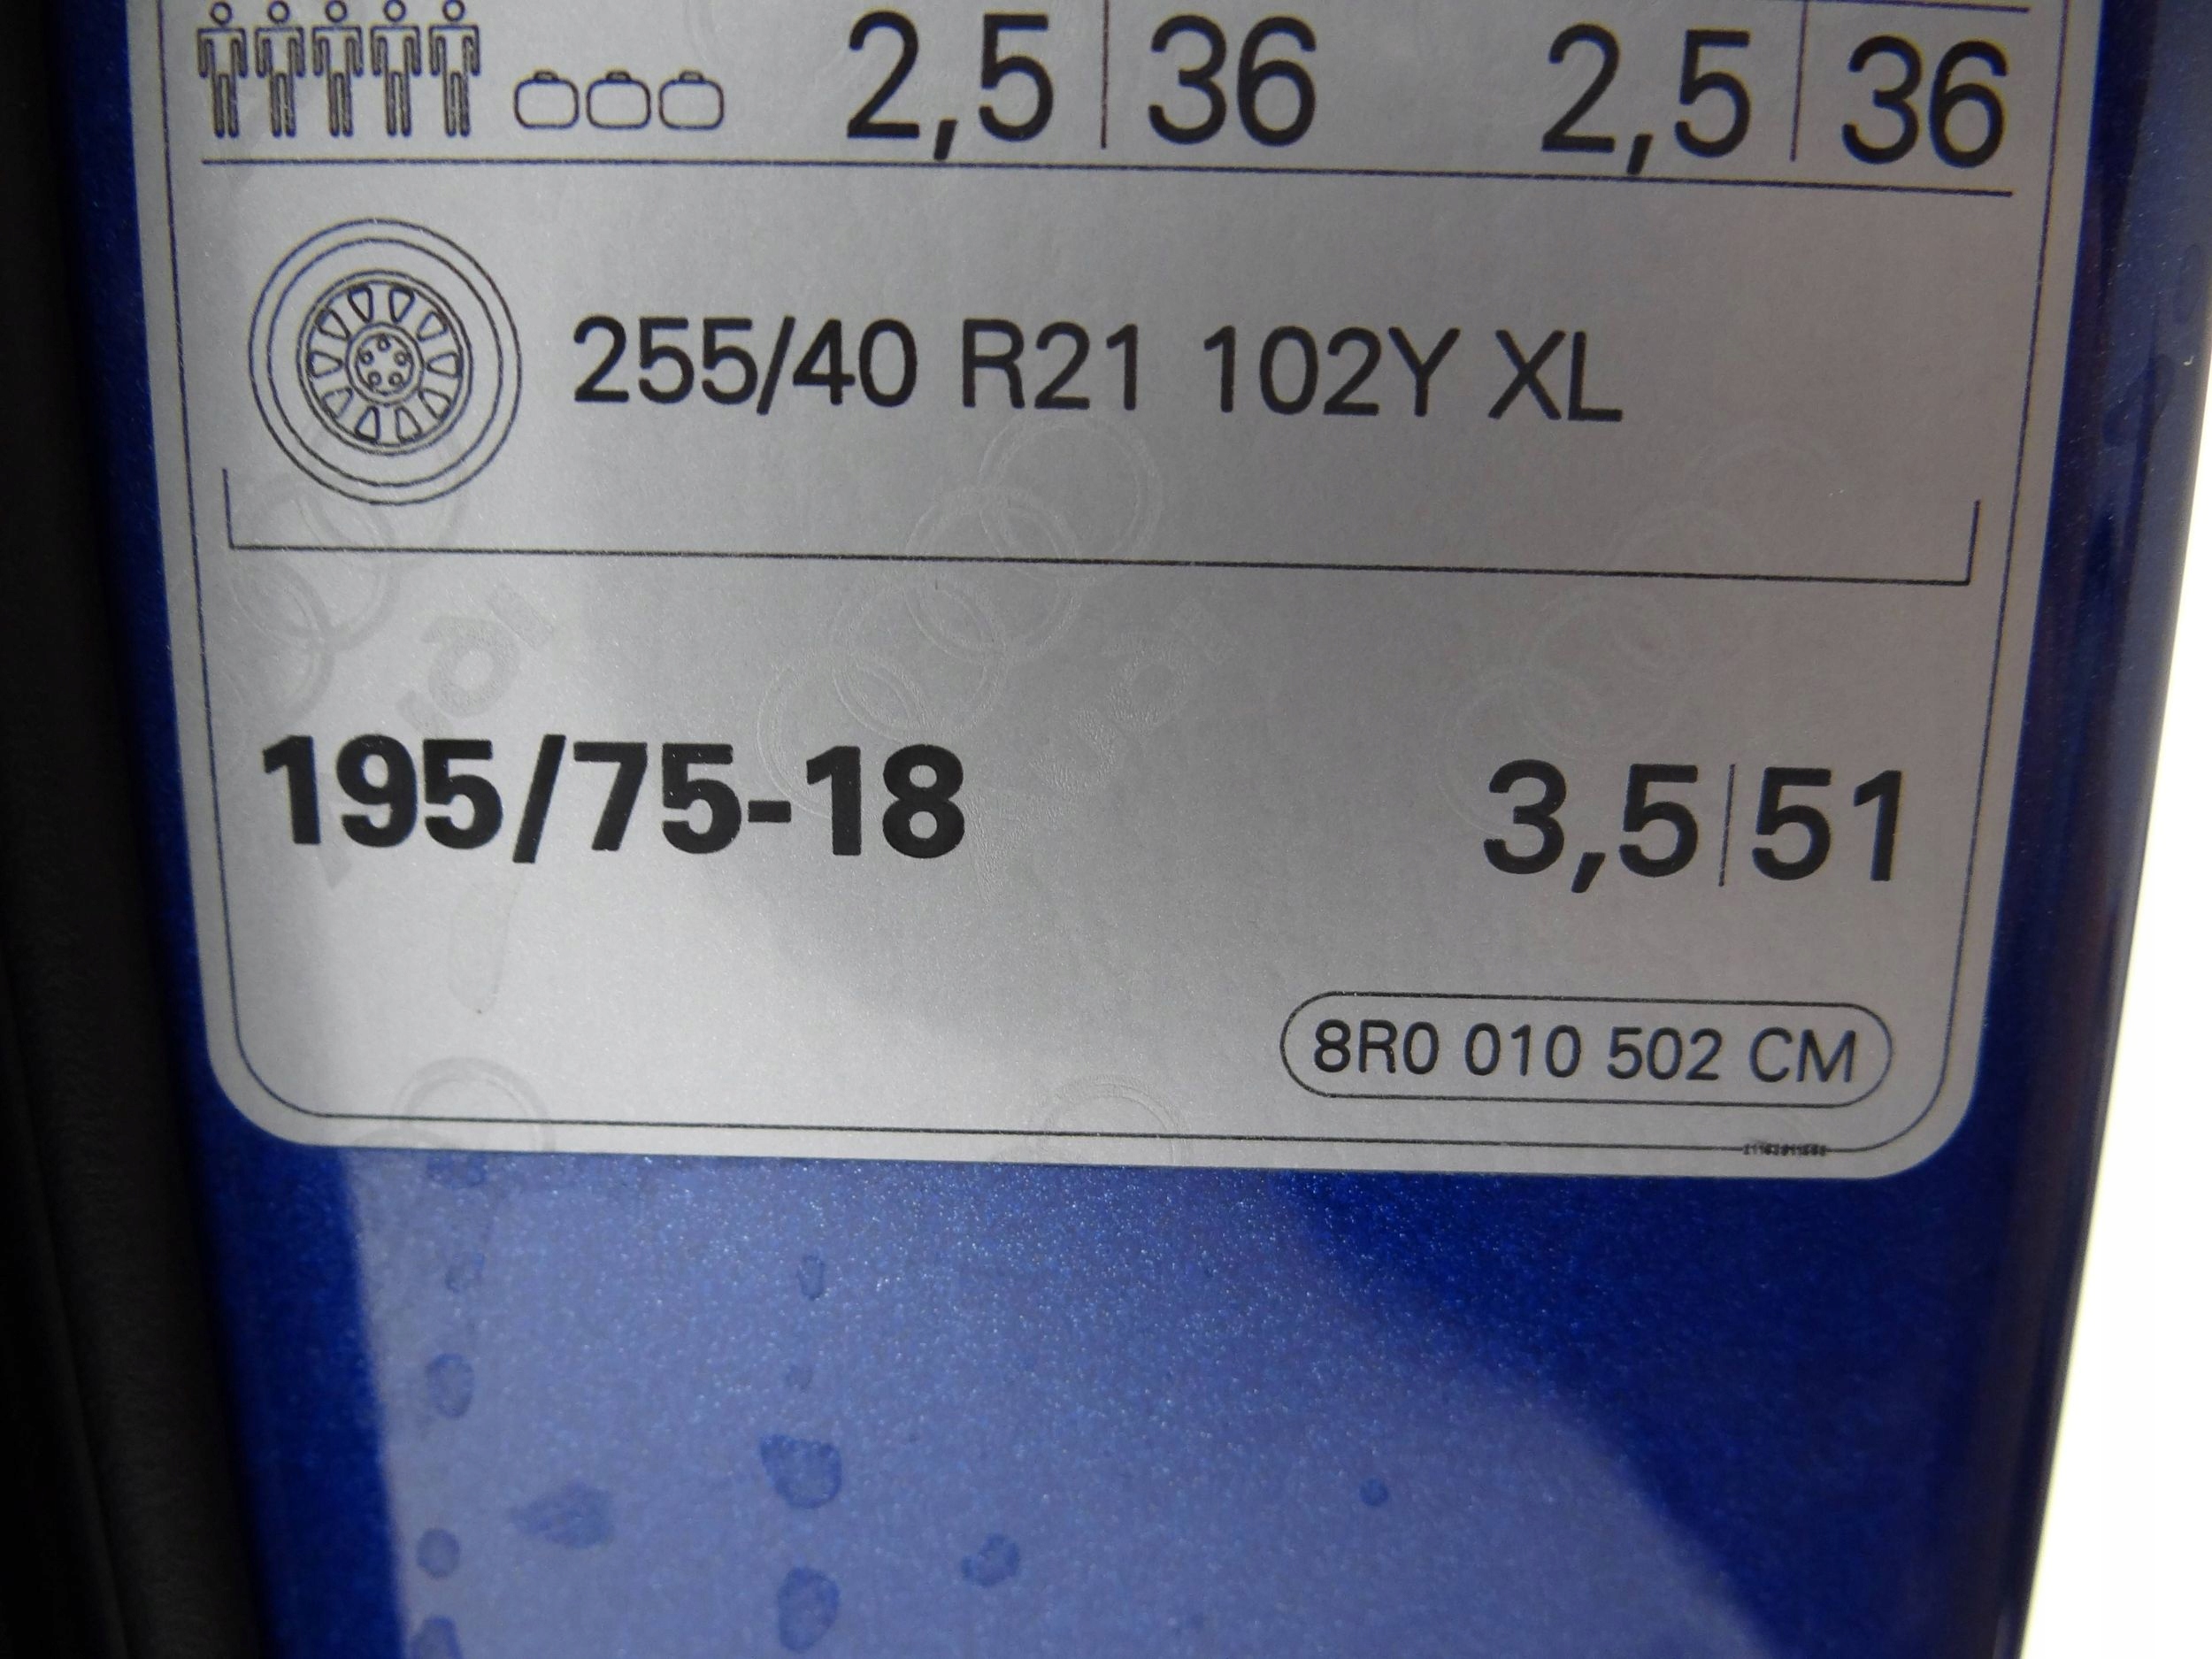 2,5 | 36 2,5 | 36
255/40 R21 102Y XL
195/75-18 3,5|51
8R0 010 502 CM